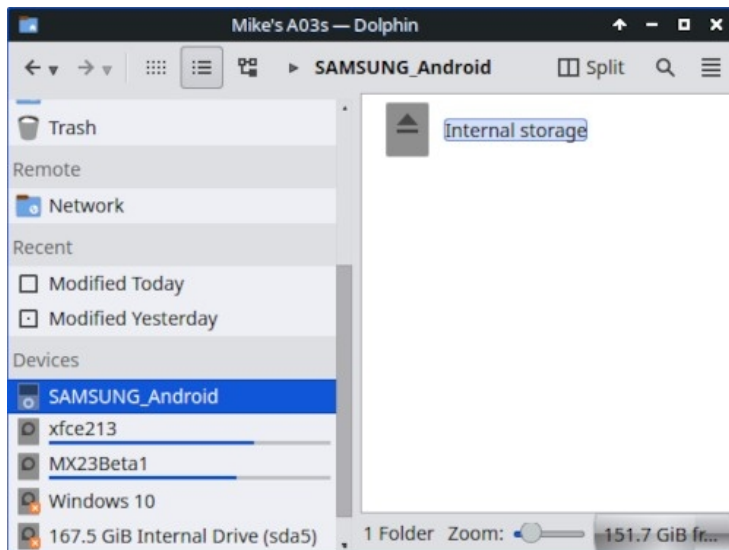 Mike's A03s — Dolphin
SAMSUNG_Android
Split
Trash
Remote
Network
Recent
Modified Today
Modified Yesterday
Devices
SAMSUNG_Android
xfce213
MX23Beta1
Windows 10
167.5 GiB Internal Drive (sda5)
Internal storage
1 Folder Zoom: 151.7 GiB fr...